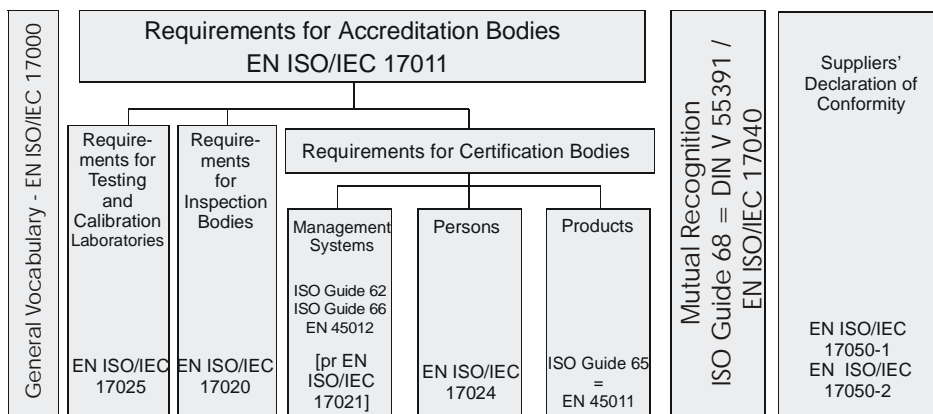 General Vocabulary - EN ISO/IEC 17000
Requirements for Accreditation Bodies
EN ISO/IEC 17011
Require-
ments for
Testing
and
Calibration
Laboratories
EN ISO/IEC
17025
Require-
ments
for
Inspection
Bodies
EN ISO/IEC
17020
Requirements for Certification Bodies
Management
Systems
ISO Guide 62
ISO Guide 66
EN 45012
[pr EN
ISO/IEC
17021]
Persons
EN ISO/IEC
17024
Products
ISO Guide 65
=
EN 45011
Mutual Recognition
ISO Guide 68 = DIN V 55391 /
EN ISO/IEC 17040
Suppliers'
Declaration of
Conformity
EN ISO/IEC
17050-1
EN ISO/IEC
17050-2